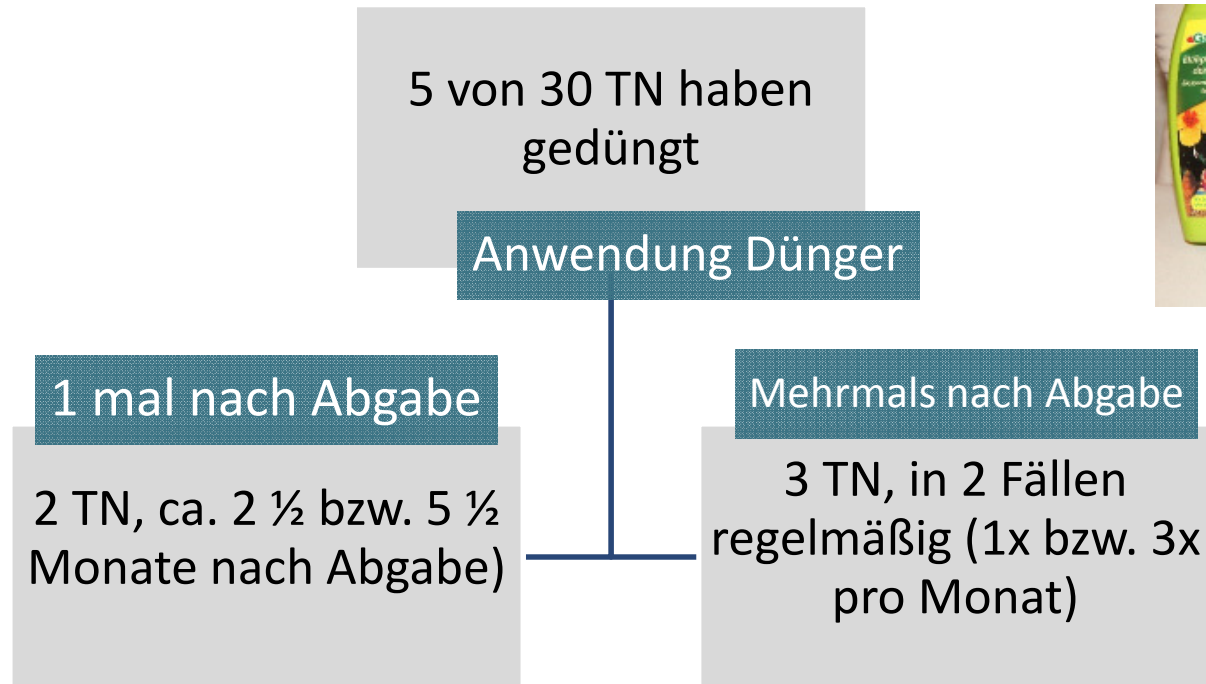 5 von 30 TN haben
gedüngt
Anwendung Dünger
1 mal nach Abgabe
2 TN, ca. 2 ½ bzw. 5 ½
Monate nach Abgabe)
Mehrmals nach Abgabe
3 TN, in 2 Fällen
regelmäßig (1x bzw. 3x
pro Monat)